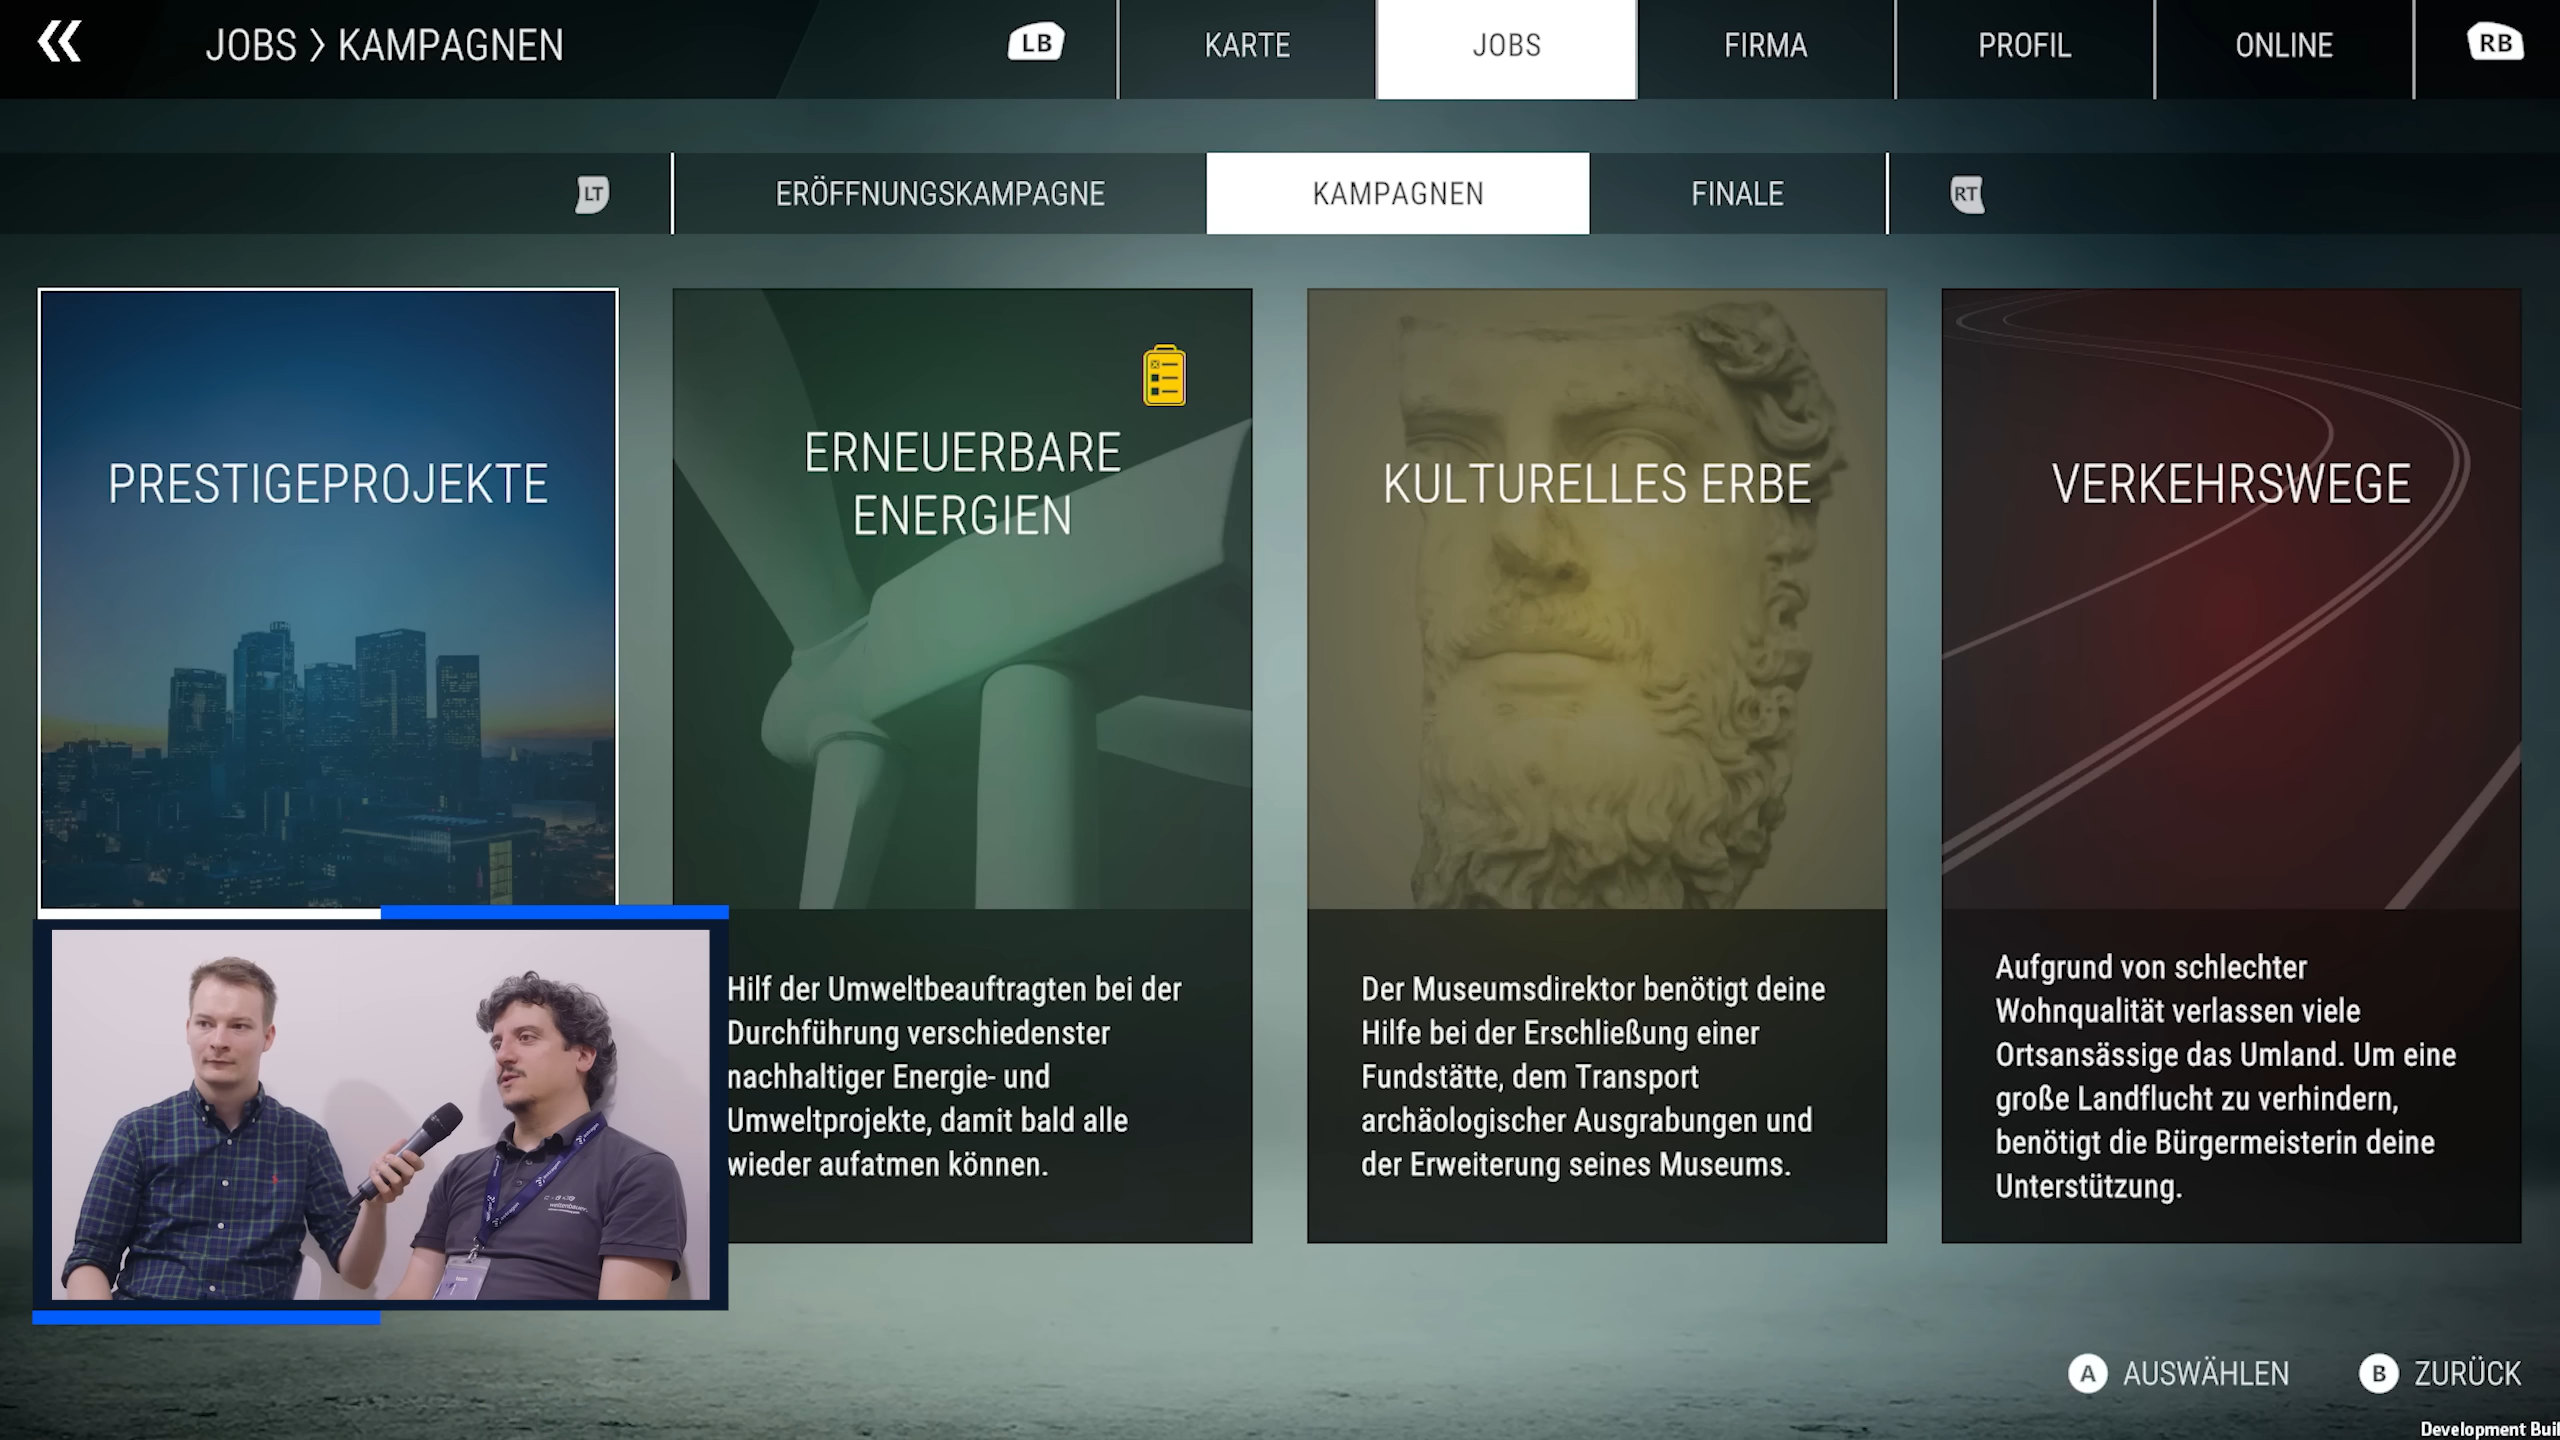 JOBS > KAMPAGNEN
LB
KARTE
JOBS
FIRMA
PROFIL
ONLINE
RB
LT
ERÖFFNUNGSKAMPAGNE
KAMPAGNEN
FINALE
RT
PRESTIGEPROJEKTE
ERNEUERBARE
ENERGIEN
Hilf der Umweltbeauftragten bei der
Durchführung verschiedenster
nachhaltiger Energie- und
Umweltprojekte, damit bald alle
wieder aufatmen können.
KULTURELLES ERBE
Der Museumsdirektor benötigt deine
Hilfe bei der Erschließung einer
Fundstätte, dem Transport
archäologischer Ausgrabungen und
der Erweiterung seines Museums.
VERKEHRSWEGE
Aufgrund von schlechter
Wohnqualität verlassen viele
Ortsansässige das Umland. Um eine
große Landflucht zu verhindern,
benötigt die Bürgermeisterin deine
Unterstützung.
weltenbauer.
A AUSWÄHLEN
B ZURÜCK
Development Buil